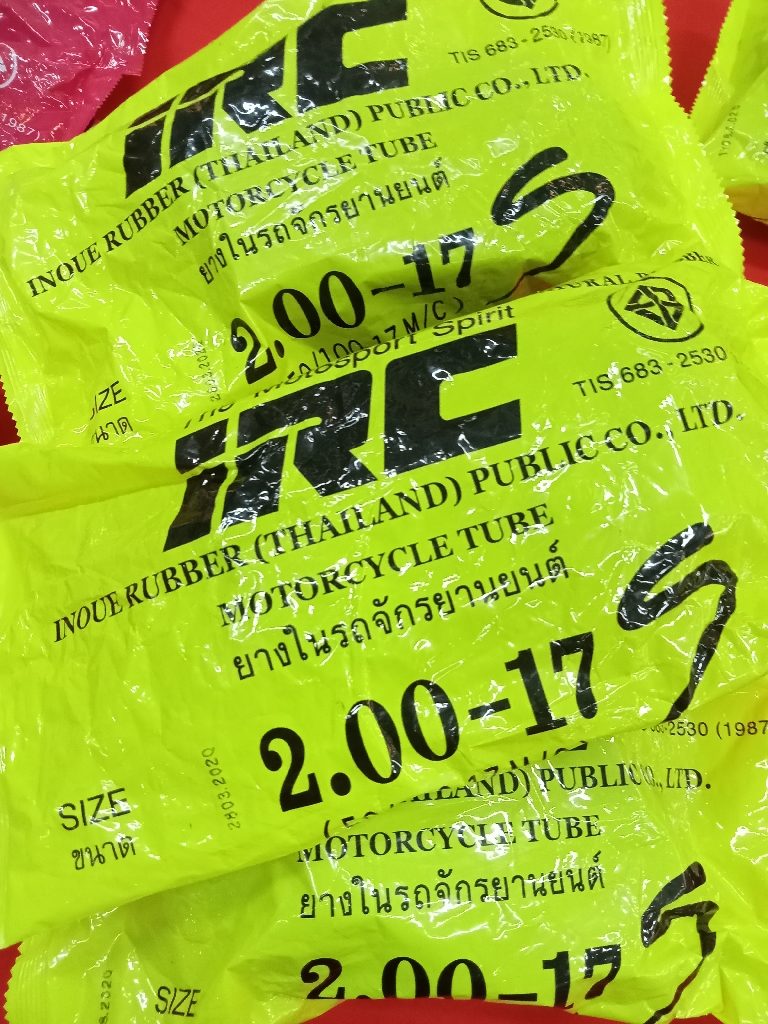 IRC
TIS 683-2530 (1987)
INOUE RUBBER (THAILAND) PUBLIC CO., LTD.
MOTORCYCLE TUBE
ยางในรถจักรยานยนต์
2.00-17
S
M/C)
SIZE
ขนาด
Motosport Spirit
IRC
TIS 683-2530
INOUE RUBBER (THAILAND) PUBLIC CO., LTD.
MOTORCYCLE TUBE
ยางในรถจักรยานยนต์
2.00-17
S
SIZE
ขนาด
28032020
2530 (1987)
PUBLIC CO., LTD.
MOTORCYCLE TUBE
ยางในรถจักรยานยนต์
2.00-17
S
SIZE
1987)